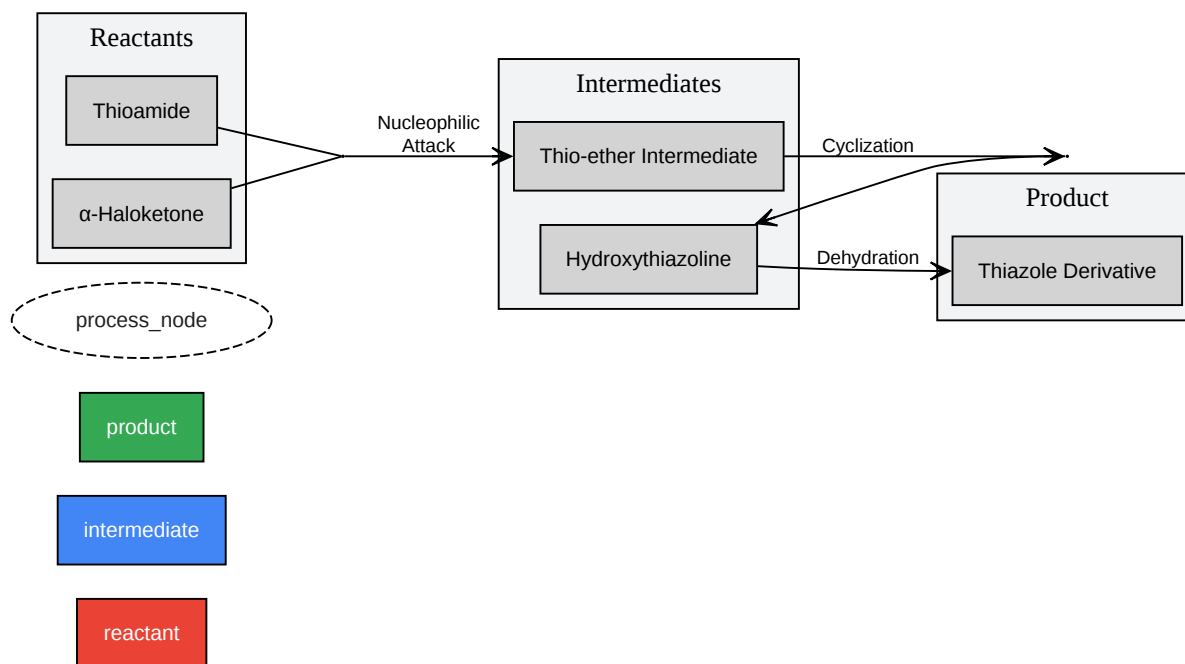 Reactants
Thioamide
α-Haloketone
Nucleophilic
Attack
Intermediates
Thio-ether Intermediate
Cyclization
Hydroxythiazoline
Dehydration
Product
Thiazole Derivative
process_node
product
intermediate
reactant